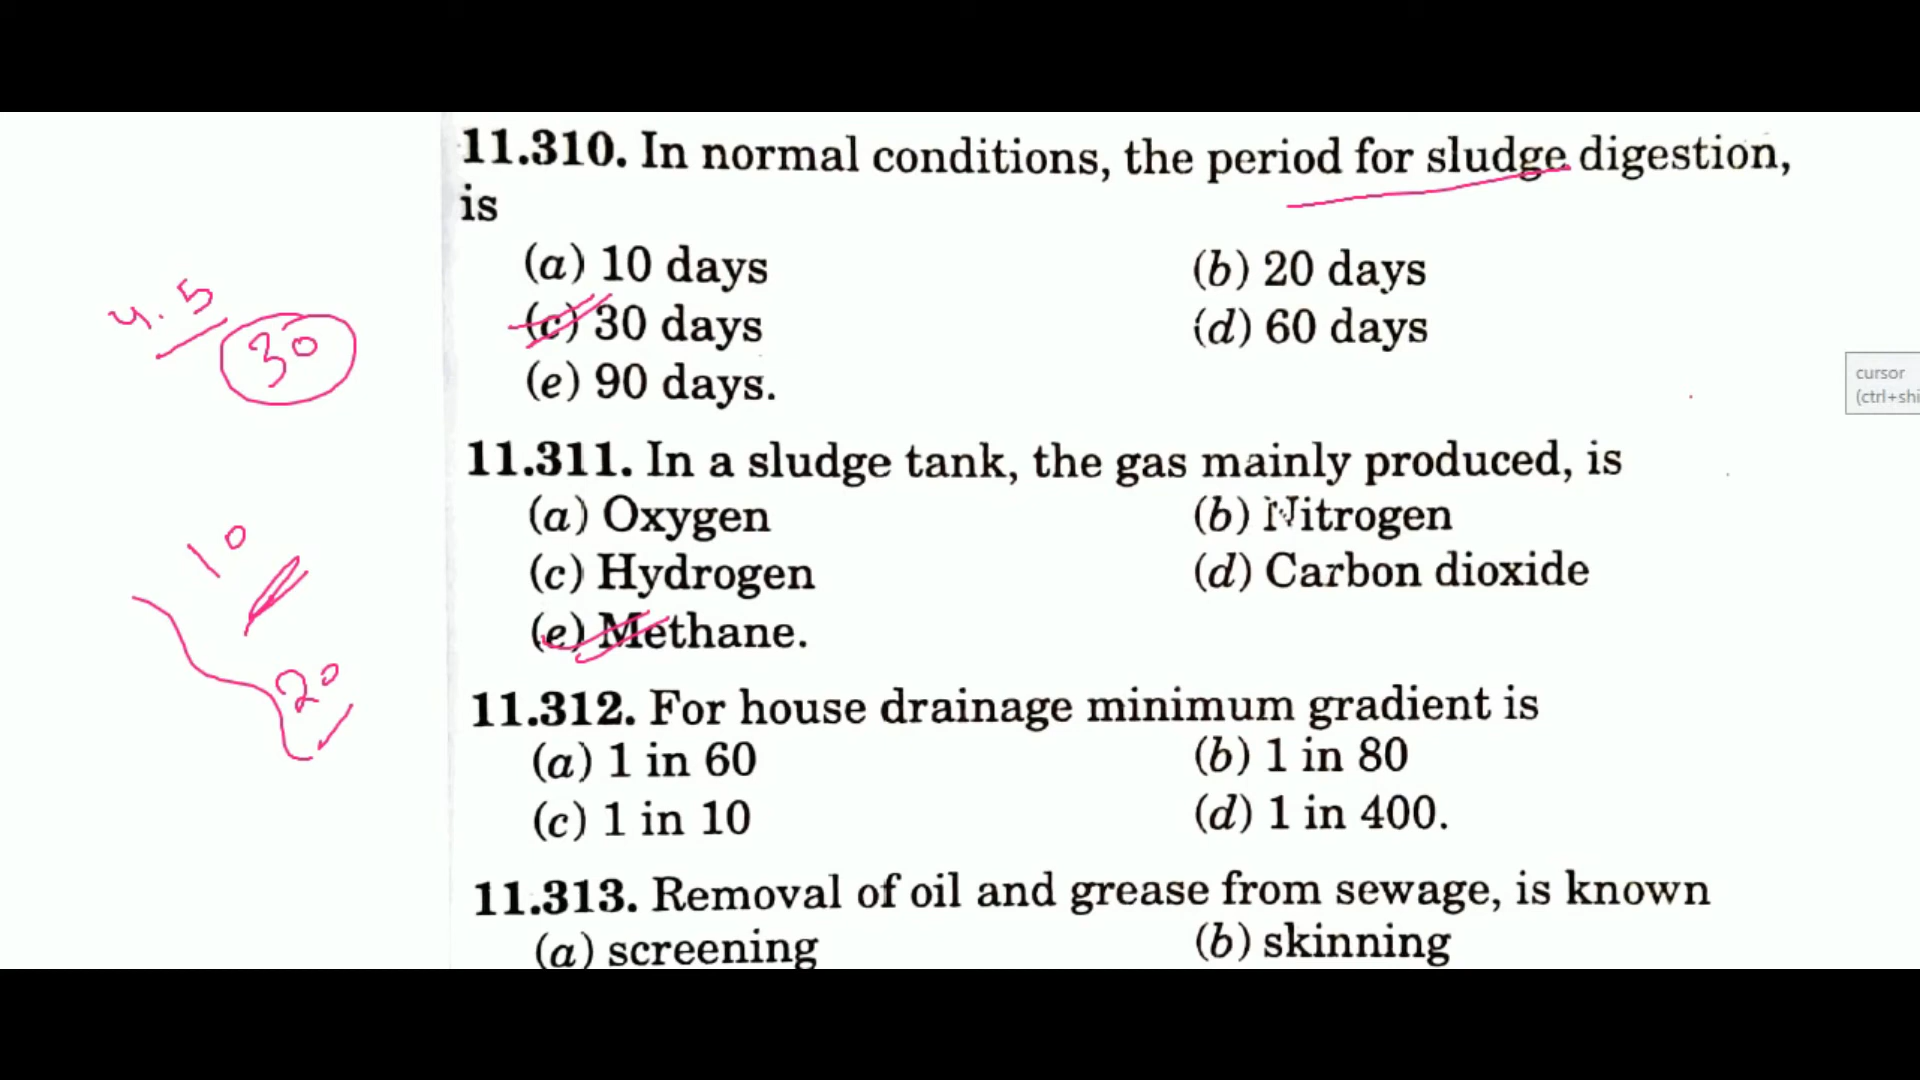 11.310. In normal conditions, the period for sludge digestion,
is
(a) 10 days (b) 20 days
(c) 30 days (d) 60 days
(e) 90 days.
4.5
30
11.311. In a sludge tank, the gas mainly produced, is
(a) Oxygen (b) Nitrogen
(c) Hydrogen (d) Carbon dioxide
(e) Methane.
10
20
11.312. For house drainage minimum gradient is
(a) 1 in 60 (b) 1 in 80
(c) 1 in 10 (d) 1 in 400.
11.313. Removal of oil and grease from sewage, is known
(a) screening (b) skinning
cursor
(ctrl+shi